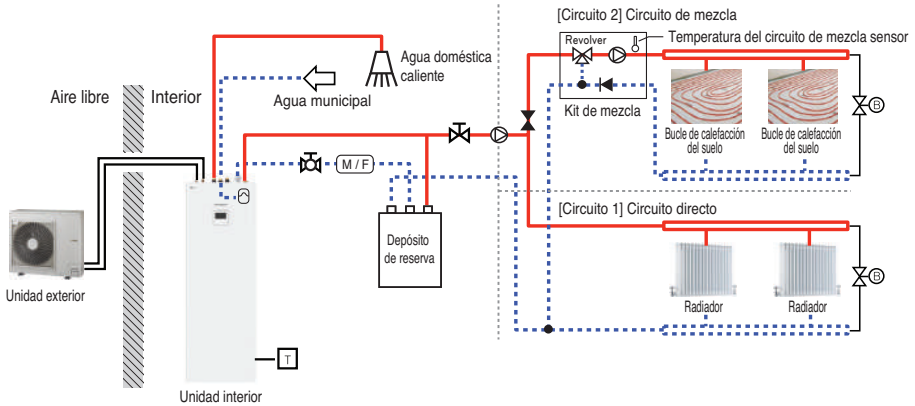 [Circuito 2] Circuito de mezcla
Revolver
Temperatura del circuito de mezcla sensor
Agua doméstica
caliente
Agua municipal
Aire libre
Interior
Kit de mezcla
Bucle de calefacción
del suelo
Bucle de calefacción
del suelo
B
M / F
[Circuito 1] Circuito directo
Depósito
de reserva
Unidad exterior
Radiador
Radiador
B
T
Unidad interior